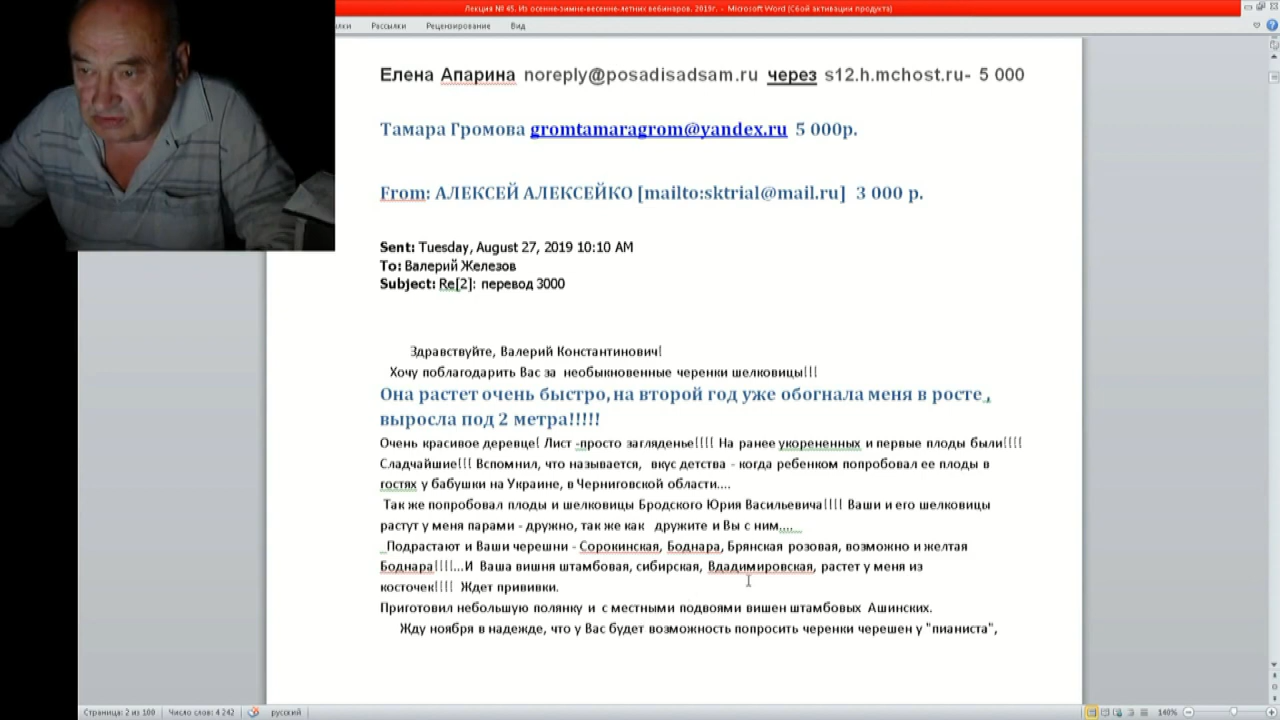 Лекция № 45. Из осенне-зимне-весенне-летних вебинаров. 2019г. - Microsoft Word (Сбой активации продукта)
Рассылки Рецензирование Вид
Елена Апарина noreply@posadisadsam.ru через s12.h.mchost.ru- 5 000
Тамара Громова gromtamaragrom@yandex.ru 5 000р.
From: АЛЕКСЕЙ АЛЕКСЕЙКО [mailto:sktrial@mail.ru] 3 000 р.
Sent: Tuesday, August 27, 2019 10:10 AM
To: Валерий Железов
Subject: Re[2]: перевод 3000
Здравствуйте, Валерий Константинович!
Хочу поблагодарить Вас за необыкновенные черенки шелковицы!!!
Она растет очень быстро, на второй год уже обогнала меня в росте ,
выросла под 2 метра!!!!!
Очень красивое деревце! Лист -просто загляденье!!!! На ранее укорененных и первые плоды были!!!!
Сладчайшие!!! Вспомнил, что называется, вкус детства - когда ребенком попробовал ее плоды в
гостях у бабушки на Украине, в Черниговской области....
Так же попробовал плоды и шелковицы Бродского Юрия Васильевича!!!! Ваши и его шелковицы
растут у меня парами - дружно, так же как дружите и Вы с ним....
Подрастают и Ваши черешни - Сорокинская, Боднара, Брянская розовая, возможно и желтая
Боднара!!!!...И Ваша вишня штамбовая, сибирская, Вдадимировская, растет у меня из
косточек!!!! Ждет прививки.
Приготовил небольшую полянку и с местными подвоями вишен штамбовых Ашинских.
Жду ноября в надежде, что у Вас будет возможность попросить черенки черешен у "пианиста",
Страница: 2 из 100 Число слов: 4 242 русский 140%